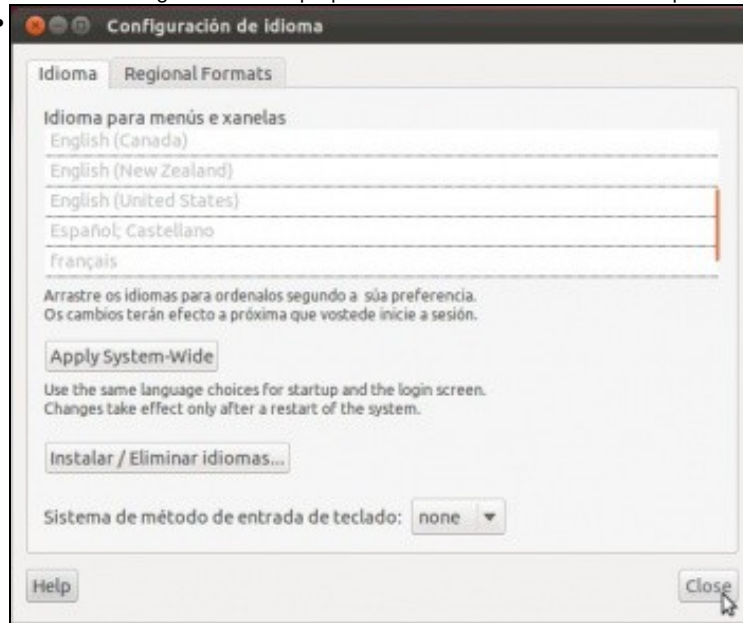 Configuración de idioma
Idioma Regional Formats
Idioma para menús e xanelas
English (Canada)
English (New Zealand)
English (United States)
Español; Castellano
français
Arrastre os idiomas para ordenalos segundo a súa preferencia.
Os cambios terán efecto a próxima que vostede inicie a sesión.
Apply System-Wide
Use the same language choices for startup and the login screen.
Changes take effect only after a restart of the system.
Instalar / Eliminar idiomas...
Sistema de método de entrada de teclado: none
Help Close